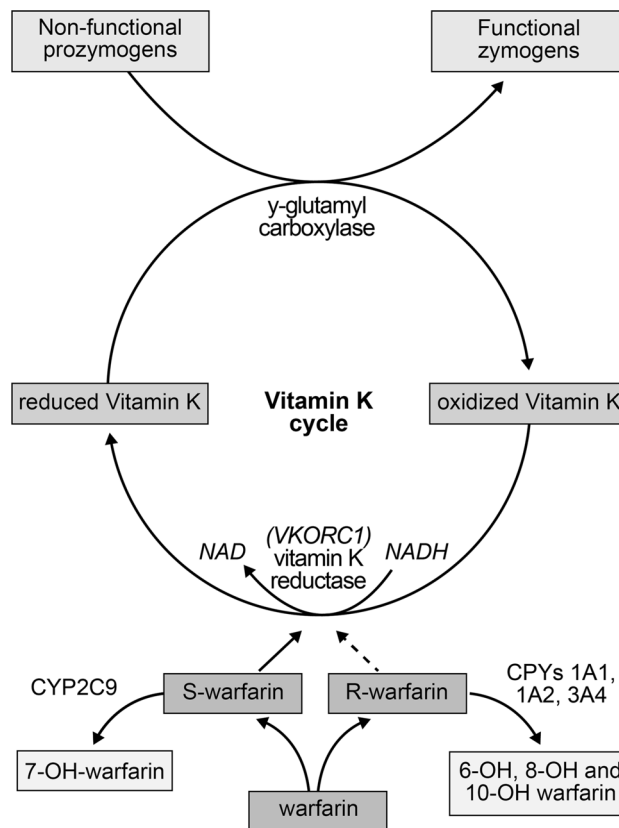 Non-functional
prozymogens
Functional
zymogens
y-glutamyl
carboxylase
reduced Vitamin K
Vitamin K
cycle
oxidized Vitamin K
NAD
(VKORC1)
vitamin K
reductase
NADH
CYP2C9
S-warfarin
R-warfarin
CPYs 1A1,
1A2, 3A4
7-OH-warfarin
warfarin
6-OH, 8-OH and
10-OH warfarin